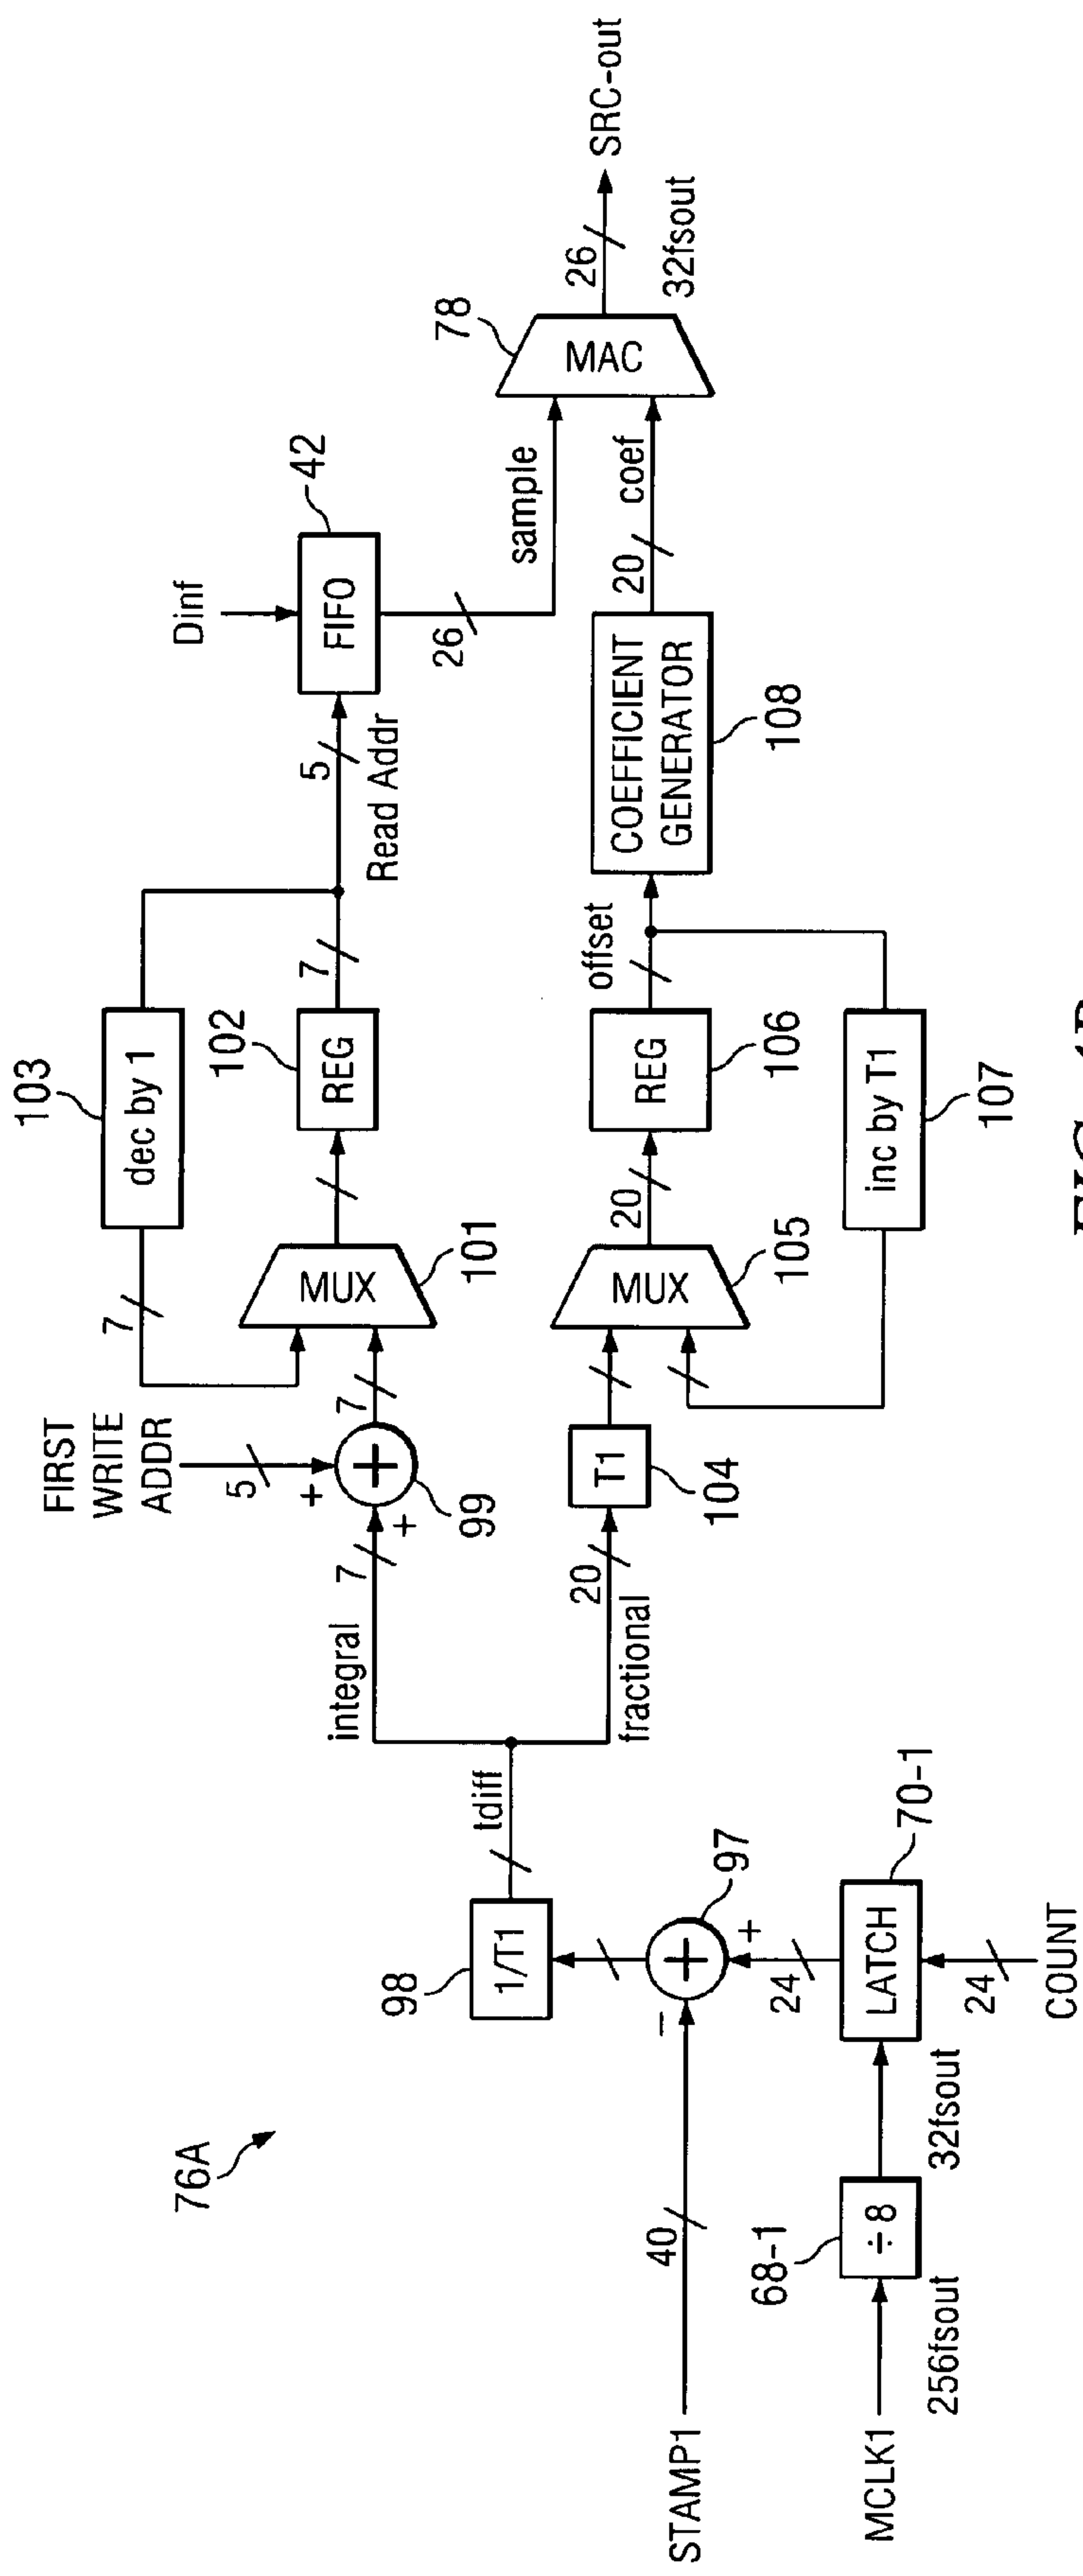 76A
STAMP1
40
MCLK1
256fsout
68-1
÷8
32fsout
LATCH
70-1
24
COUNT
24
+
−
+
97
98
1/T1
tdiff
integral
7
fractional
20
FIRST
WRITE
ADDR
5
+
+
+
99
7
T1
104
7
103
dec by 1
MUX
101
102
REG
7
5
Read Addr
Dinf
FIFO
42
26
sample
MUX
105
20
REG
106
inc by T1
107
offset
COEFFICIENT
GENERATOR
108
20
coef
MAC
78
26
32fsout
SRC-out